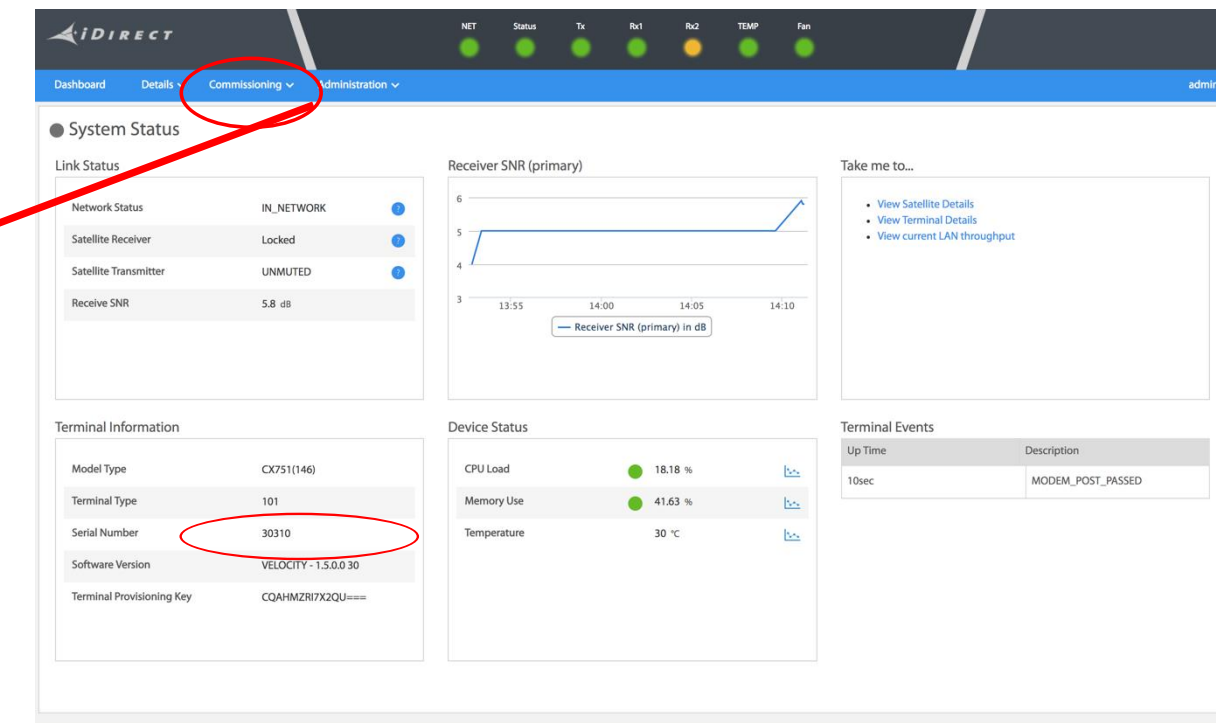 iDIRECT
NET Status Tx Rx1 Rx2 TEMP Fan
Dashboard Details Commissioning Administration admin
System Status
Link Status
Network Status IN_NETWORK ?
Satellite Receiver Locked ?
Satellite Transmitter UNMUTED ?
Receive SNR 5.8 dB
Receiver SNR (primary)
6
5
4
3
13:55 14:00 14:05 14:10
Receiver SNR (primary) in dB
Take me to...
• View Satellite Details
• View Terminal Details
• View current LAN throughput
Terminal Information
Model Type CX751(146)
Terminal Type 101
Serial Number 30310
Software Version VELOCITY - 1.5.0.0 30
Terminal Provisioning Key CQAHMZRI7X2QU===
Device Status
CPU Load 18.18 %
Memory Use 41.63 %
Temperature 30 °C
Terminal Events
Up Time Description
10sec MODEM_POST_PASSED